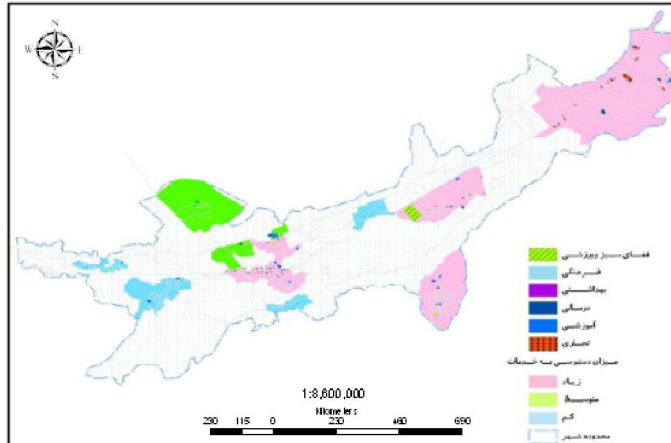 N
W E
S
فضای سبز و ورزشی
فرهنگی
بهداشتی
درمانی
آموزشی
تجاری
میزان دسترسی به خدمات
زیاد
متوسط
کم
محدوده شهر
1:8,600,000
Kilometers
230 115 0 230 460 690